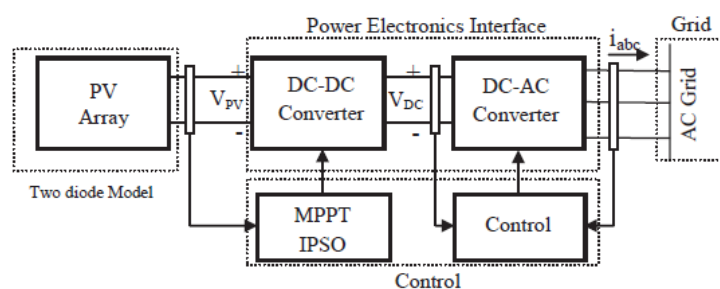 Power Electronics Interface
Grid
i_abc
PV
Array
+
V_PV
-
DC-DC
Converter
+
V_DC
-
DC-AC
Converter
AC Grid
Two diode Model
MPPT
IPSO
Control
Control